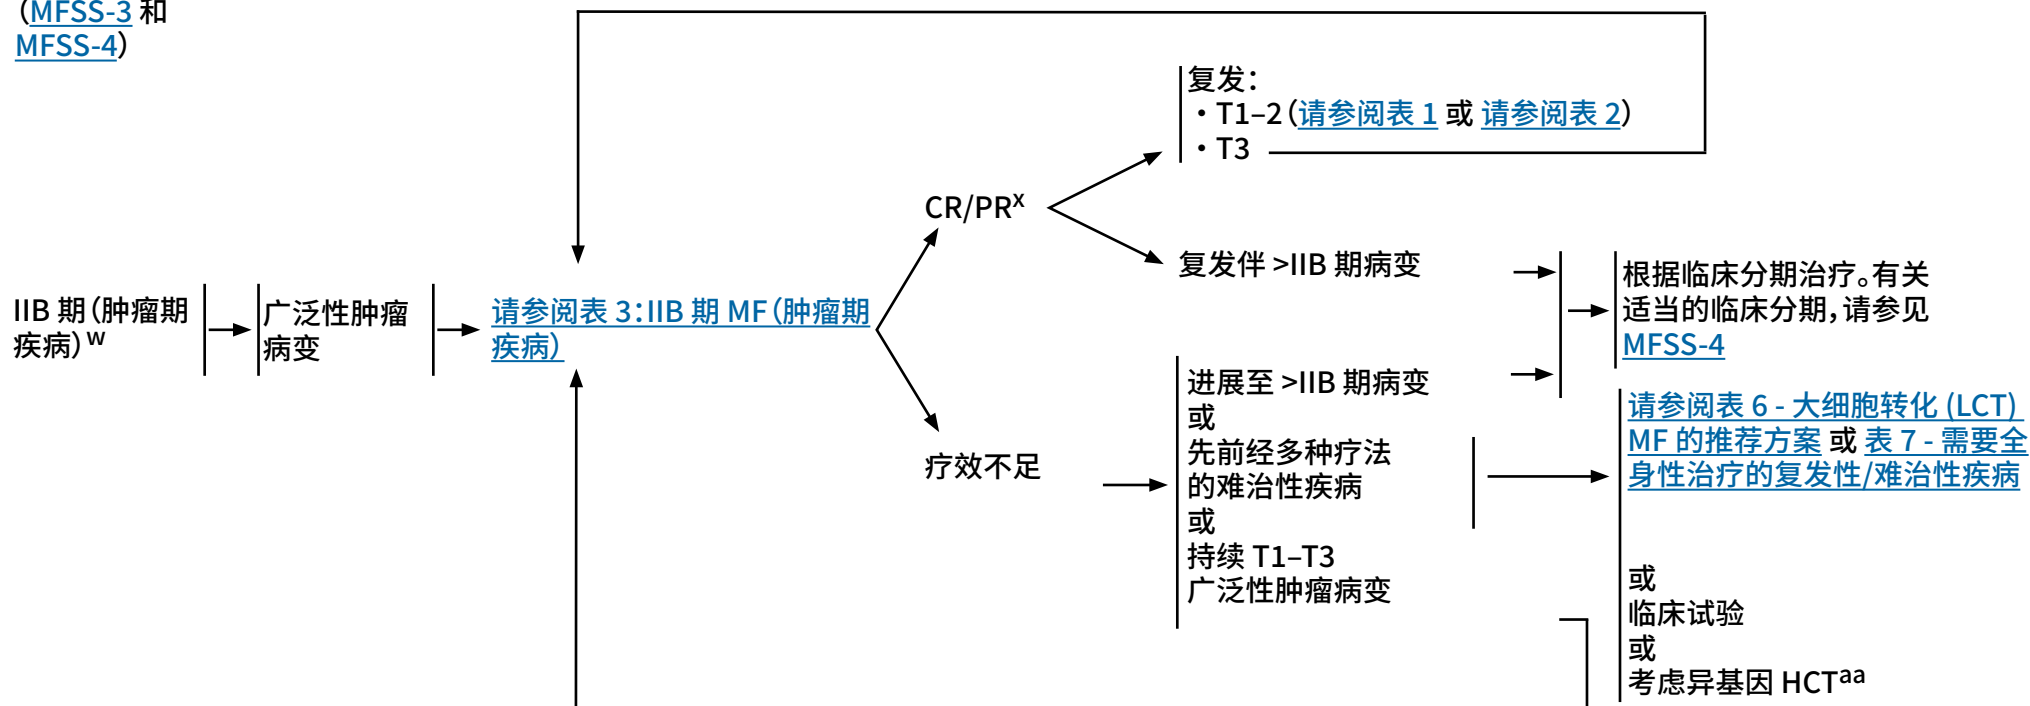 (MFSS-3 和
MFSS-4)
复发：
・T1–2（请参阅表 1 或 请参阅表 2）
・T3
CR/PRx
复发伴 >IIB 期病变
根据临床分期治疗。有关
适当的临床分期，请参见
MFSS-4
IIB 期（肿瘤期
疾病）w
广泛性肿瘤
病变
请参阅表 3：IIB 期 MF（肿瘤期
疾病）
疗效不足
进展至 >IIB 期病变
或
先前经多种疗法
的难治性疾病
或
持续 T1–T3
广泛性肿瘤病变
请参阅表 6 - 大细胞转化 (LCT)
MF 的推荐方案 或 表 7 - 需要全
身性治疗的复发性/难治性疾病
或
临床试验
或
考虑异基因 HCTaa